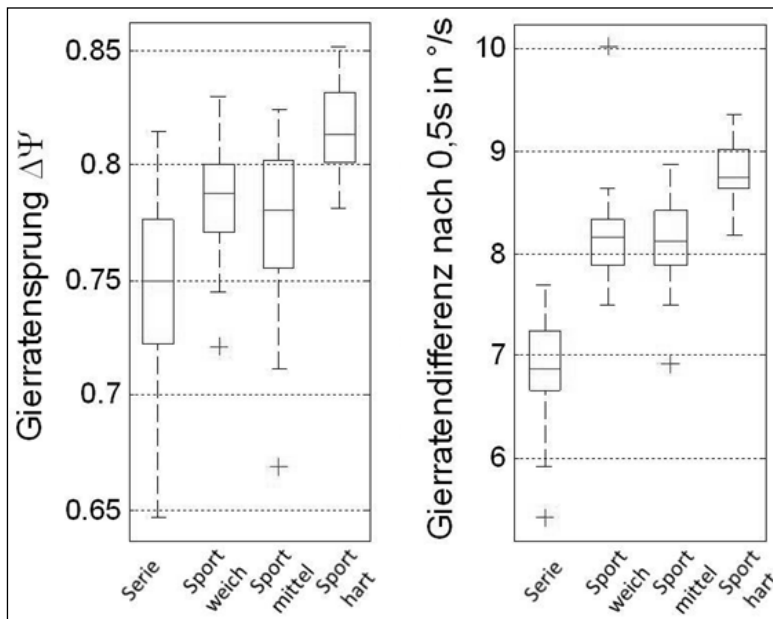 Gierratensprung ΔΨ
0.85
0.8
0.75
0.7
0.65
Serie
Sport
weich
Sport
mittel
Sport
hart
Gierratendifferenz nach 0,5s in °/s
10
9
8
7
6
Serie
Sport
weich
Sport
mittel
Sport
hart